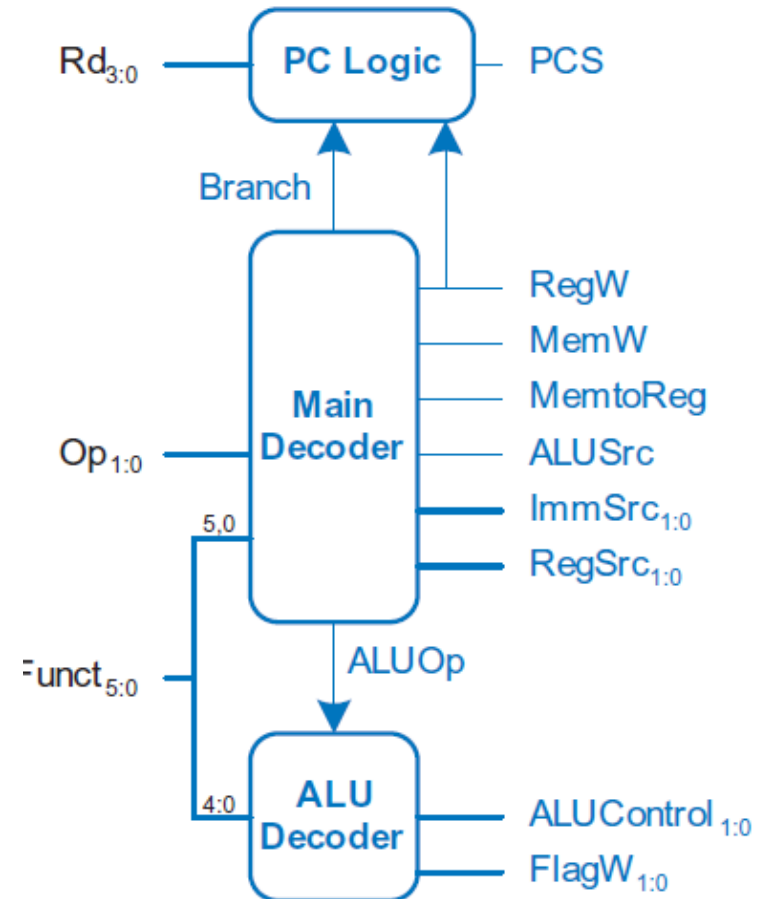 Rd3:0
PC Logic
PCS
Branch
RegW
MemW
MemtoReg
Main
Decoder
Op1:0
ALUSrc
ImmSrc1:0
5,0
RegSrc1:0
ALUOp
Funct5:0
4:0
ALU
Decoder
ALUControl1:0
FlagW1:0